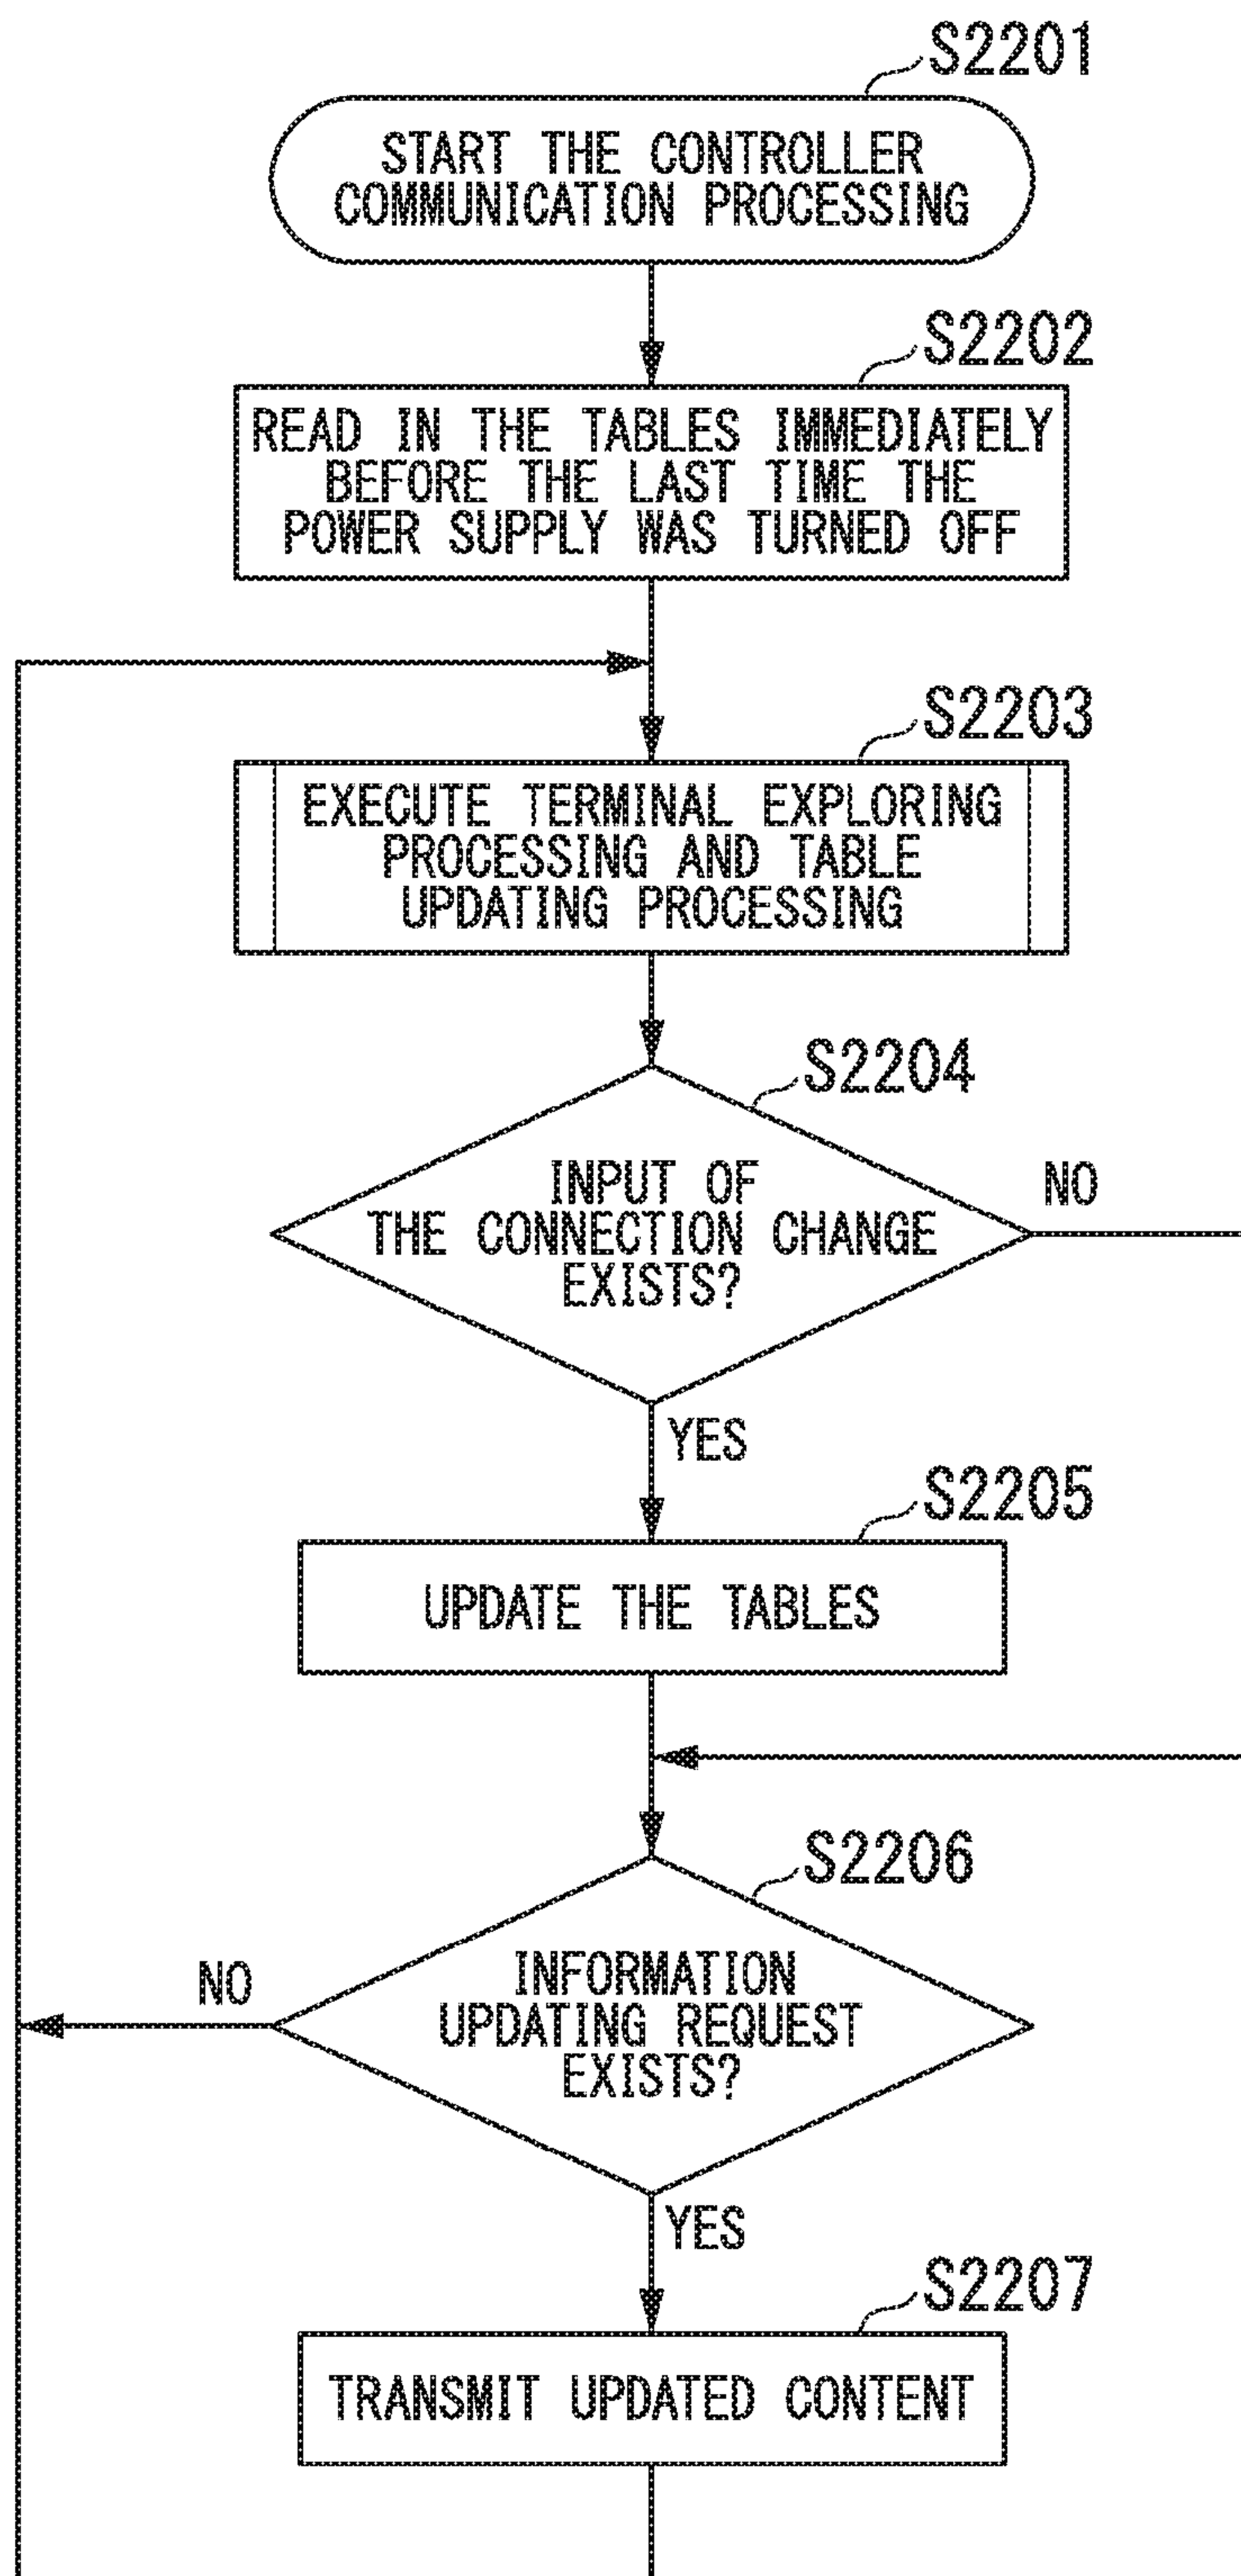 S2201
START THE CONTROLLER
COMMUNICATION PROCESSING
S2202
READ IN THE TABLES IMMEDIATELY
BEFORE THE LAST TIME THE
POWER SUPPLY WAS TURNED OFF
S2203
EXECUTE TERMINAL EXPLORING
PROCESSING AND TABLE
UPDATING PROCESSING
S2204
INPUT OF
THE CONNECTION CHANGE
EXISTS?
NO
YES
S2205
UPDATE THE TABLES
S2206
INFORMATION
UPDATING REQUEST
EXISTS?
NO
YES
S2207
TRANSMIT UPDATED CONTENT